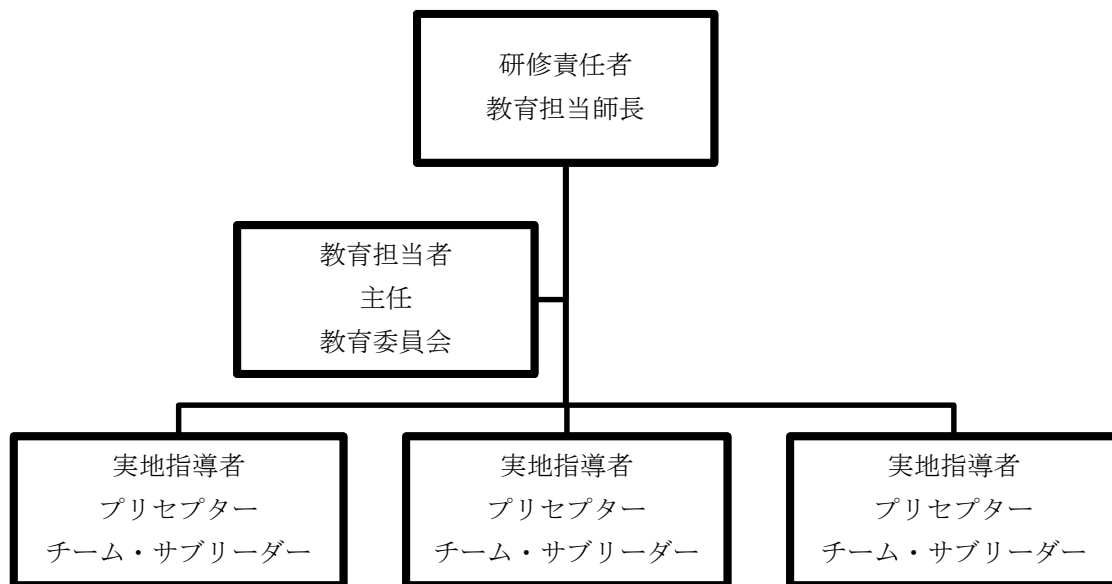 研修責任者
教育担当師長
教育担当者
主任
教育委員会
実地指導者
プリセプター
チーム・サブリーダー
実地指導者
プリセプター
チーム・サブリーダー
実地指導者
プリセプター
チーム・サブリーダー